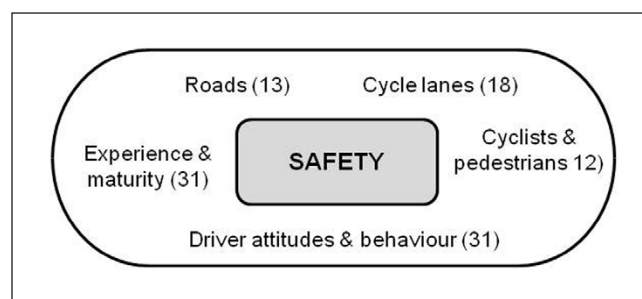 Roads (13)
Cycle lanes (18)
Experience &
maturity (31)
SAFETY
Cyclists &
pedestrians 12)
Driver attitudes & behaviour (31)